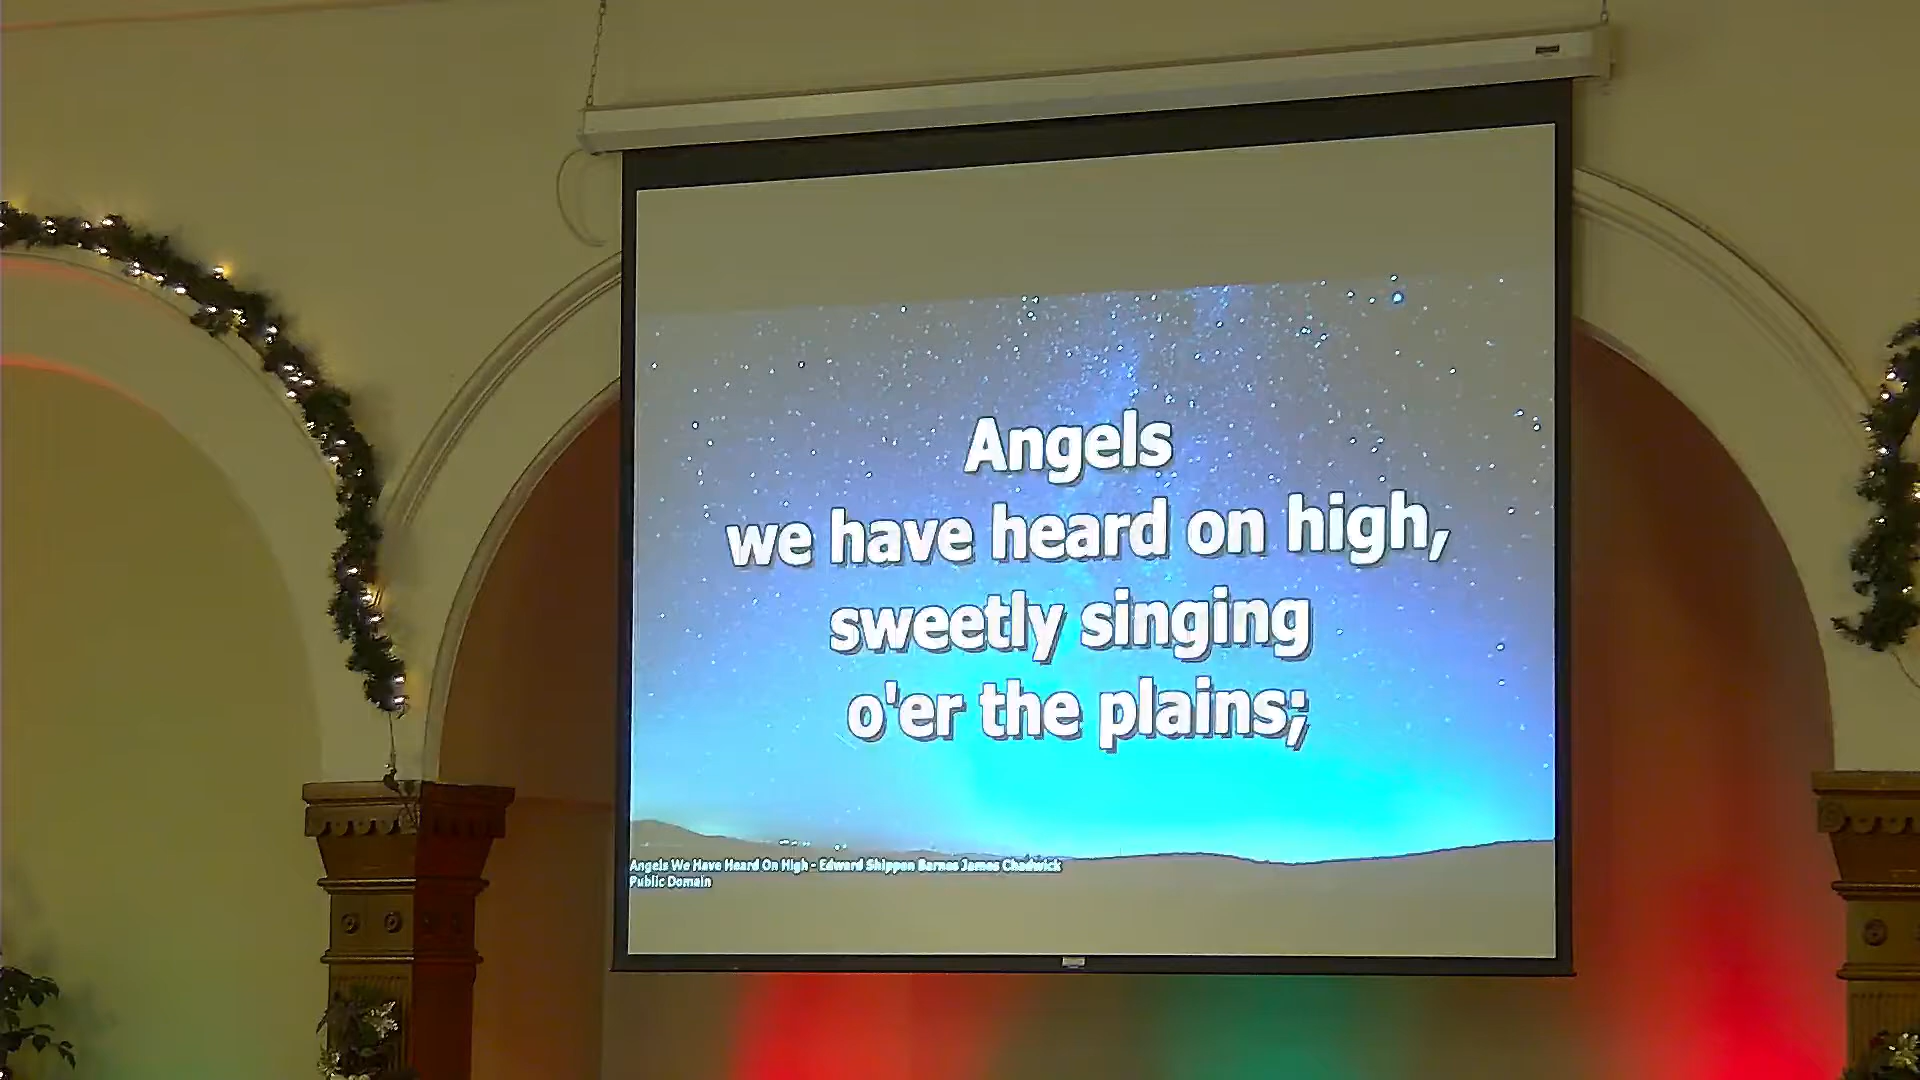 Angels
we have heard on high,
sweetly singing
o'er the plains;
Angels We Have Heard On High - Edward Shippen Barnes James Chadwick
Public Domain